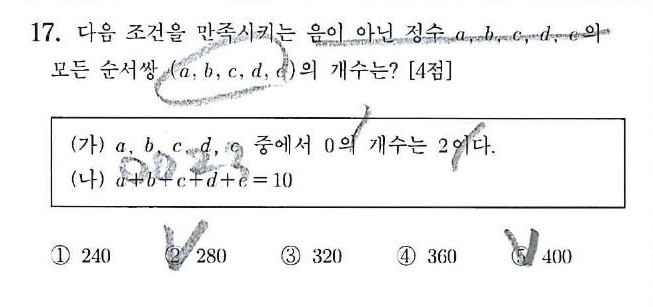 17. 다음 조건을 만족시키는 음이 아닌 정수 a, b, c, d, e의
모든 순서쌍 (a, b, c, d, e)의 개수는? [4점]
(가) a, b, c, d, e 중에서 0의 개수는 2이다.
(나) a+b+c+d+e=10
① 240 ② 280 ③ 320 ④ 360 ⑤ 400